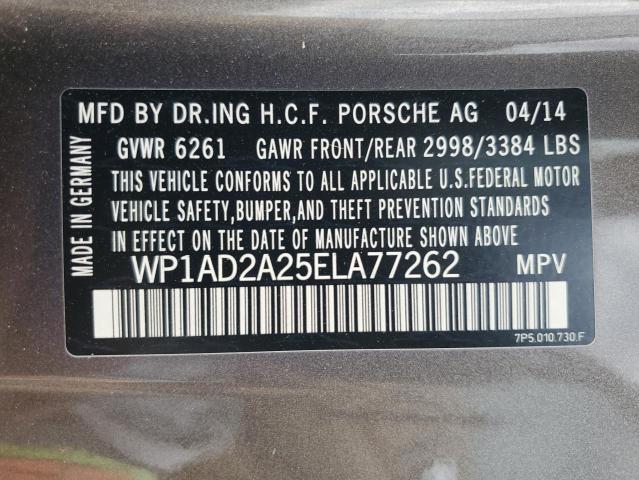 MFD BY DR.ING H.C.F. PORSCHE AG 04/14
GVWR 6261 GAWR FRONT/REAR 2998/3384 LBS
THIS VEHICLE CONFORMS TO ALL APPLICABLE U.S.FEDERAL MOTOR
VEHICLE SAFETY,BUMPER,AND THEFT PREVENTION STANDARDS
IN EFFECT ON THE DATE OF MANUFACTURE SHOWN ABOVE.
WP1AD2A25ELA77262 MPV
7P5.010.730.F
MADE IN GERMANY